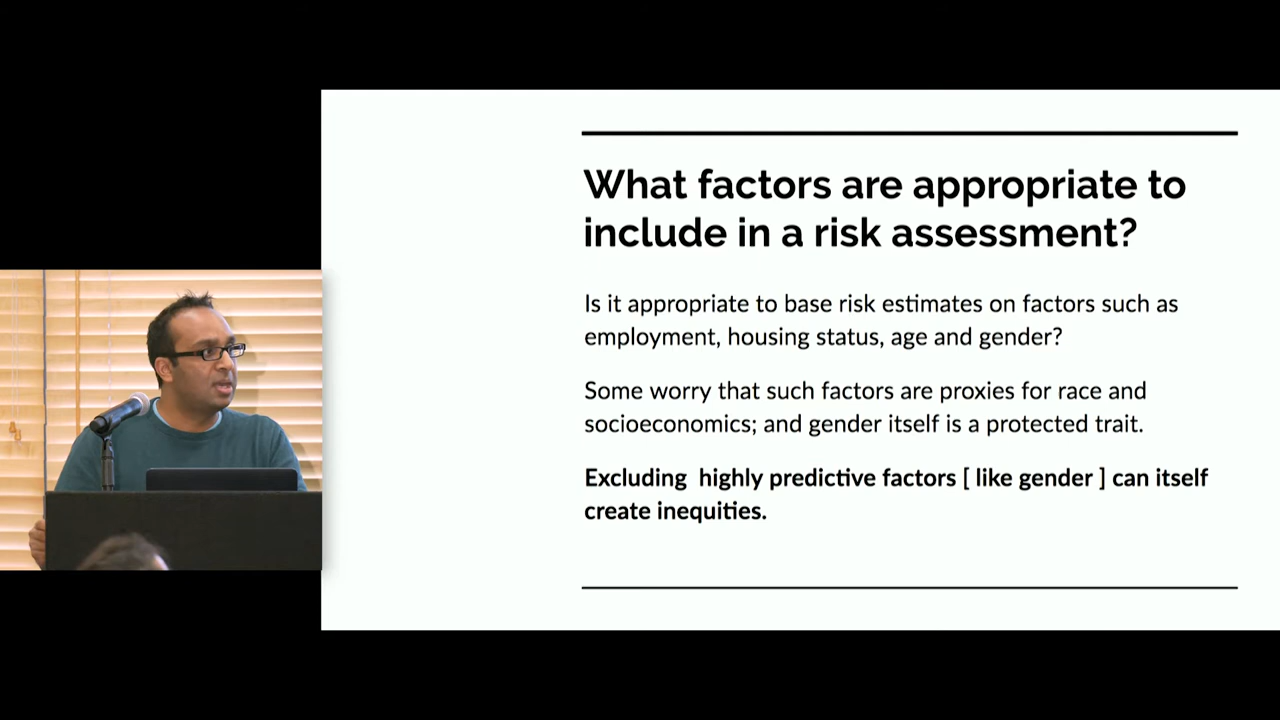 What factors are appropriate to
include in a risk assessment?
Is it appropriate to base risk estimates on factors such as
employment, housing status, age and gender?
Some worry that such factors are proxies for race and
socioeconomics; and gender itself is a protected trait.
Excluding  highly predictive factors [ like gender ] can itself
create inequities.